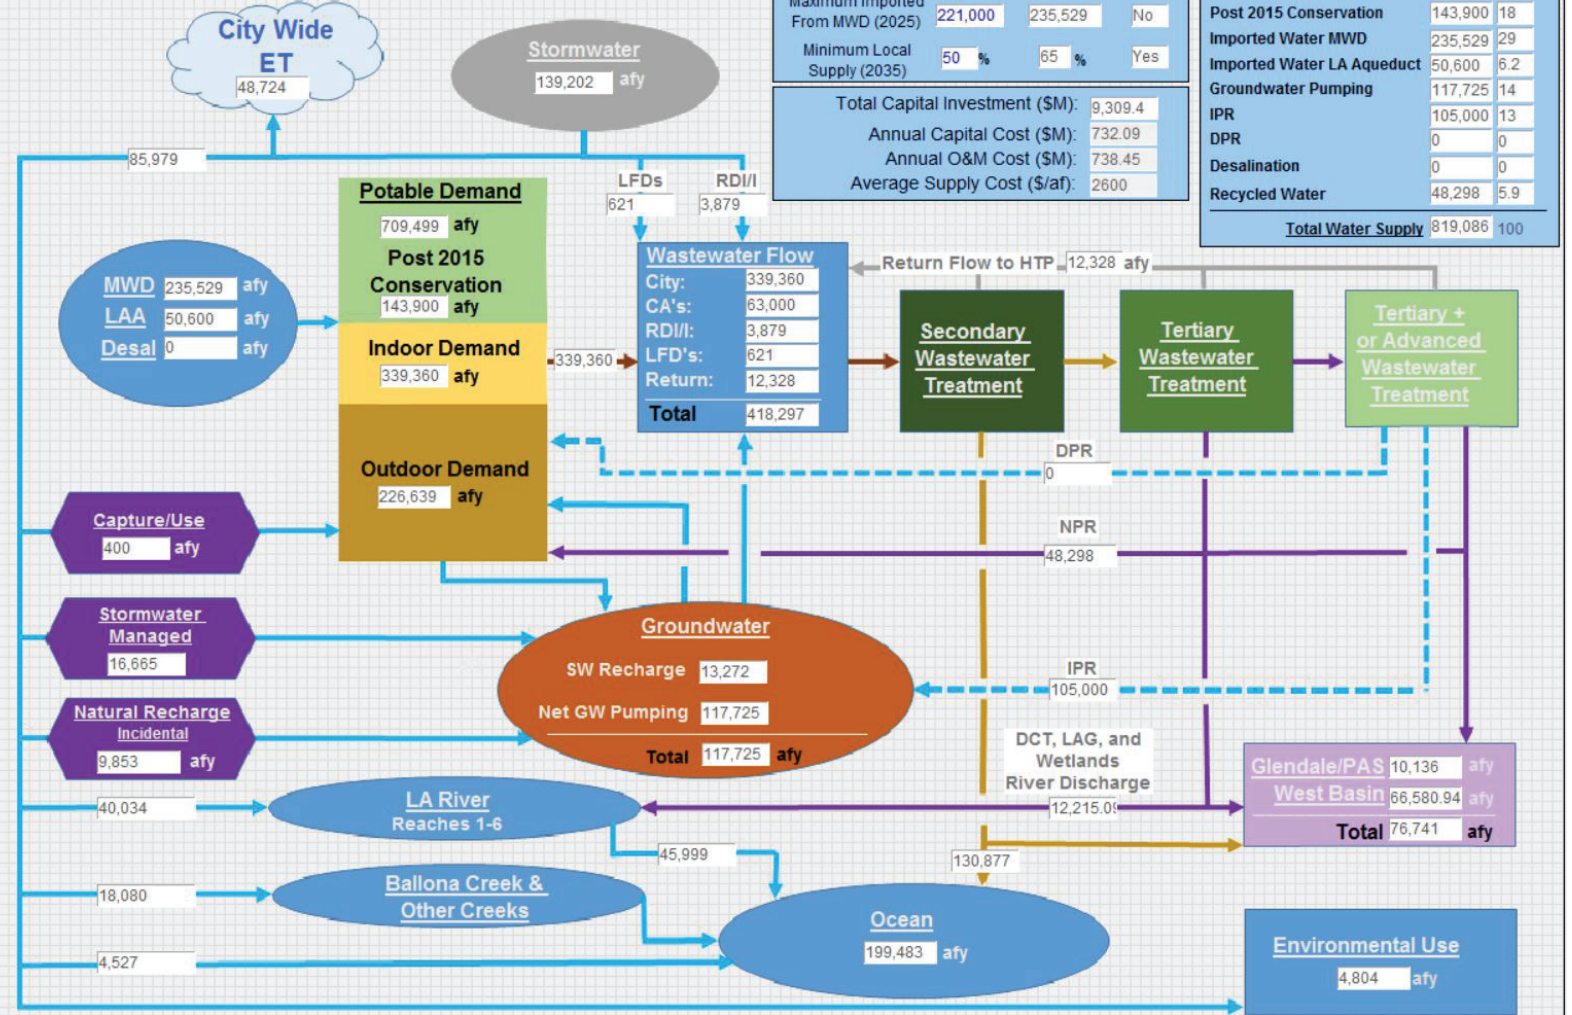 City Wide
ET
48,724
Stormwater
139,202 afy
Maximum Imported
From MWD (2025) 221,000 235,529 No
Minimum Local
Supply (2035) 50 % 65 % Yes
Total Capital Investment ($M): 9,309.4
Annual Capital Cost ($M): 732.09
Annual O&M Cost ($M): 738.45
Average Supply Cost ($/af): 2600
Post 2015 Conservation 143,900 18
Imported Water MWD 235,529 29
Imported Water LA Aqueduct 50,600 6.2
Groundwater Pumping 117,725 14
IPR 105,000 13
DPR 0 0
Desalination 0 0
Recycled Water 48,298 5.9
Total Water Supply 819,086 100
85,979
LFDs
621
RDI/I
3,879
MWD 235,529 afy
LAA 50,600 afy
Desal 0 afy
Potable Demand
709,499 afy
Post 2015
Conservation
143,900 afy
Indoor Demand
339,360 afy
Outdoor Demand
226,639 afy
339,360
Wastewater Flow
City: 339,360
CA's: 63,000
RDI/I: 3,879
LFD's: 621
Return: 12,328
Total 418,297
Return Flow to HTP 12,328 afy
Secondary
Wastewater
Treatment
Tertiary
Wastewater
Treatment
Tertiary +
or Advanced
Wastewater
Treatment
DPR
0
NPR
48,298
IPR
105,000
Capture/Use
400 afy
Stormwater
Managed
16,665
Natural Recharge
Incidental
9,853 afy
Groundwater
SW Recharge 13,272
Net GW Pumping 117,725
Total 117,725 afy
DCT, LAG, and
Wetlands
River Discharge
12,215.09
Glendale/PAS 10,136 afy
West Basin 66,580.94 afy
Total 76,741 afy
40,034
LA River
Reaches 1-6
45,999
130,877
18,080
Ballona Creek &
Other Creeks
4,527
Ocean
199,483 afy
Environmental Use
4,804 afy